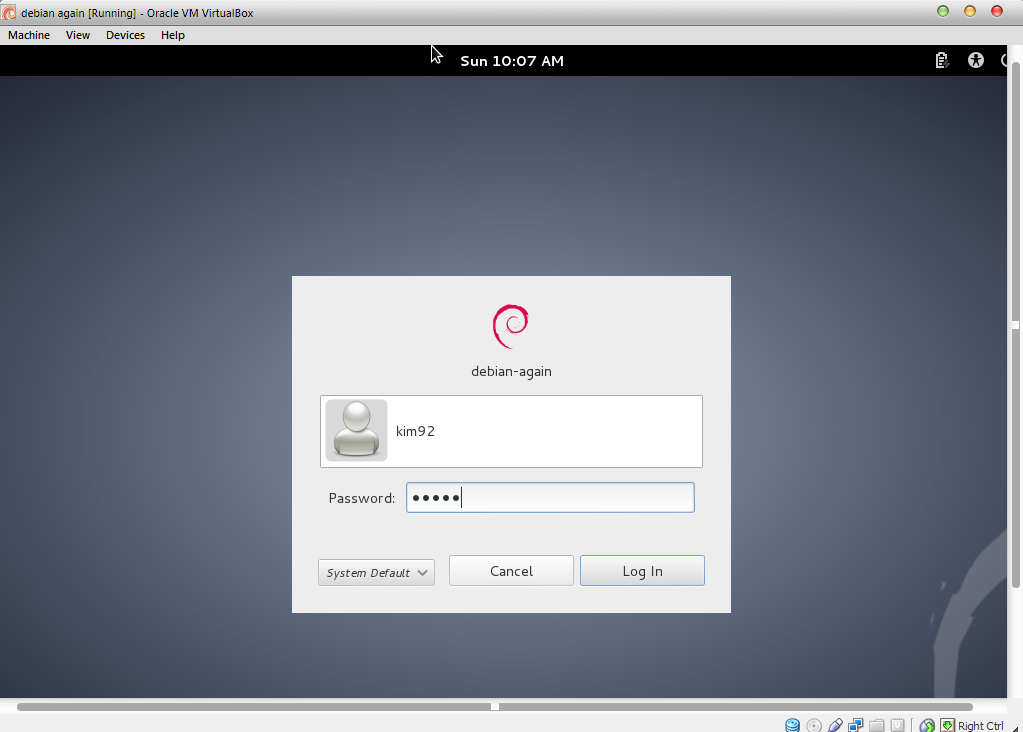 debian again [Running] - Oracle VM VirtualBox
Machine View Devices Help
Sun 10:07 AM
debian-again
kim92
Password: •••••
System Default Cancel Log In
Right Ctrl